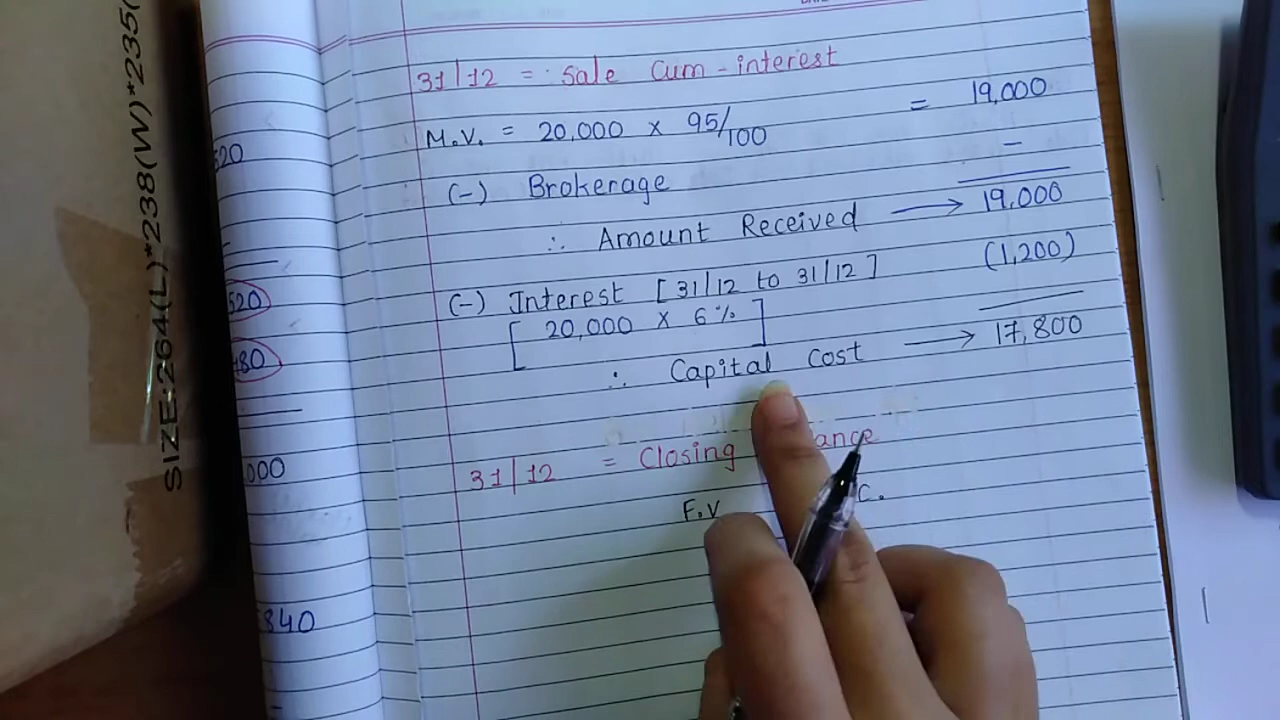 SIZE:264(L)*238(W)*235(
31/12 = Sale Cum-interest
M.V. = 20,000 x 95/100 = 19,000
(-) Brokerage -
∴ Amount Received → 19,000
(-) Interest [31/12 to 31/12] (1,200)
[20,000 x 6%]
∴ Capital Cost → 17,800
31/12 = Closing
F.V C.
520
520
480
000
840